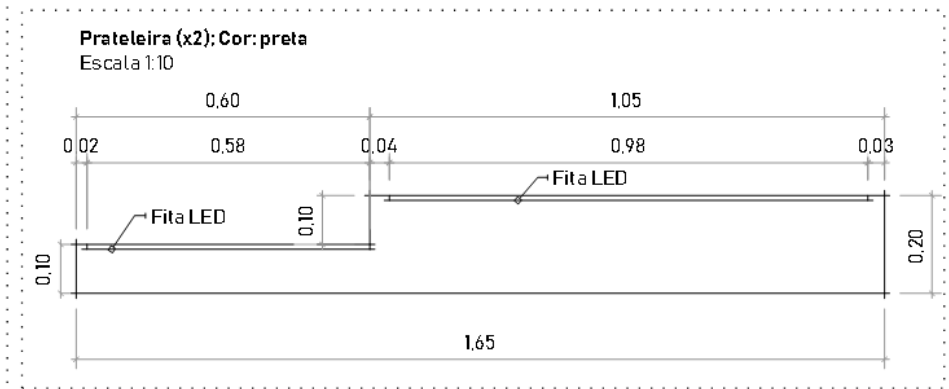 Prateleira (x2); Cor: preta
Escala 1:10
0,60 1,05
0,02 0,58 0,04 0,98 0,03
Fita LED
Fita LED
0,10
0,10
0,20
1,65